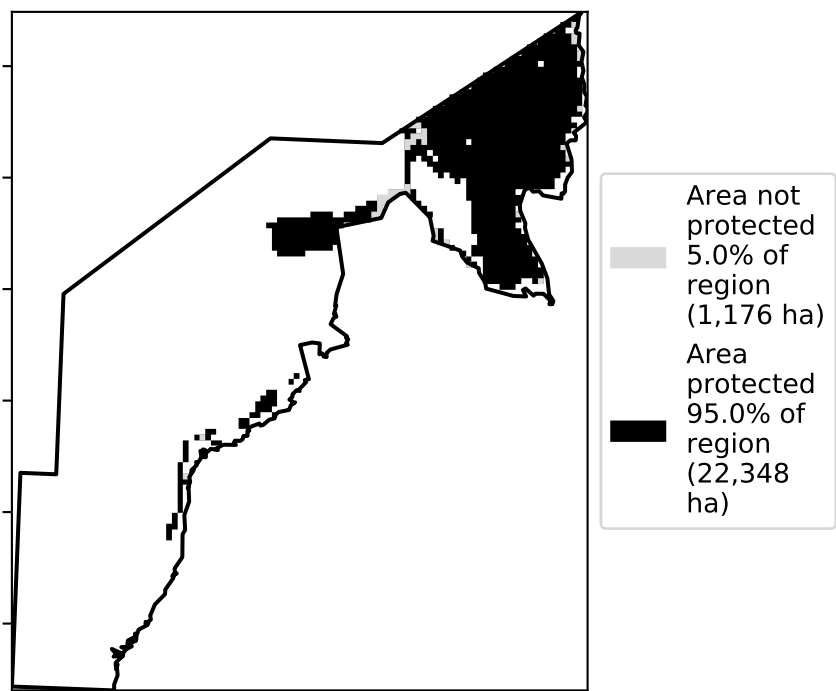 Area not
protected
5.0% of
region
(1,176 ha)
Area
protected
95.0% of
region
(22,348
ha)